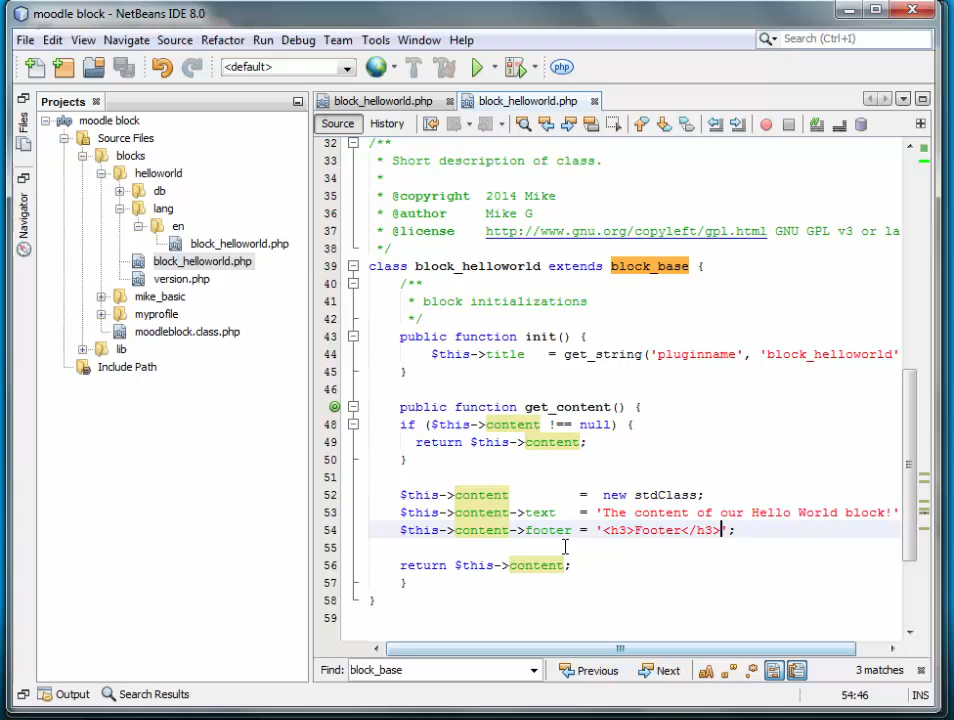 moodle block - NetBeans IDE 8.0
File Edit View Navigate Source Refactor Run Debug Team Tools Window Help
Search (Ctrl+I)
<default>
php
Projects
block_helloworld.php
block_helloworld.php
Files
Navigator
moodle block
Source Files
blocks
helloworld
db
lang
en
block_helloworld.php
block_helloworld.php
version.php
mike_basic
myprofile
moodleblock.class.php
lib
Include Path
Source History
32 /**
33 * Short description of class.
34 *
35 * @copyright 2014 Mike
36 * @author Mike G
37 * @license http://www.gnu.org/copyleft/gpl.html GNU GPL v3 or la
38 */
39 class block_helloworld extends block_base {
40 /**
41 * block initializations
42 */
43 public function init() {
44 $this->title = get_string('pluginname', 'block_helloworld'
45 }
46
public function get_content() {
48 if ($this->content !== null) {
49 return $this->content;
50 }
51
52 $this->content = new stdClass;
53 $this->content->text = 'The content of our Hello World block!'
54 $this->content->footer = '<h3>Footer</h3>';
55
56 return $this->content;
57 }
58 }
59
Find: block_base Previous Next 3 matches
Output Search Results 54:46 INS